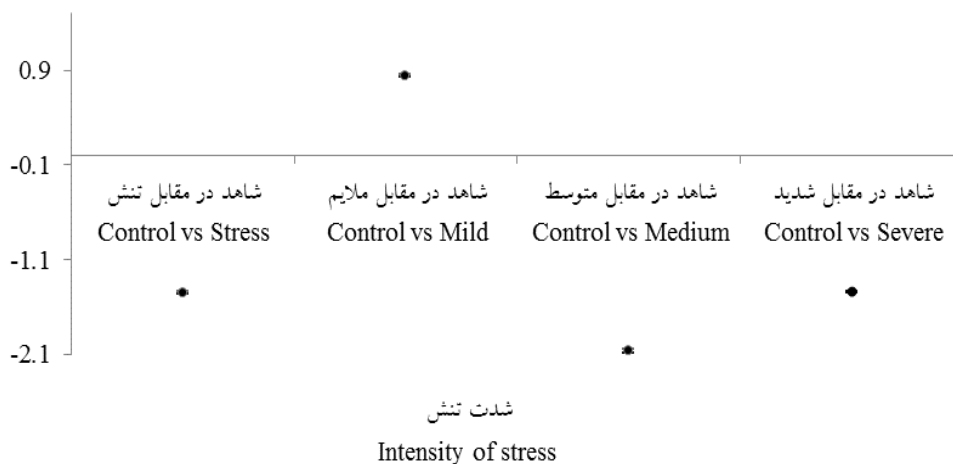 0.9
-0.1
-1.1
-2.1
شاهد در مقابل تنش
Control vs Stress
شاهد در مقابل ملایم
Control vs Mild
شاهد در مقابل متوسط
Control vs Medium
شاهد در مقابل شدید
Control vs Severe
شدت تنش
Intensity of stress